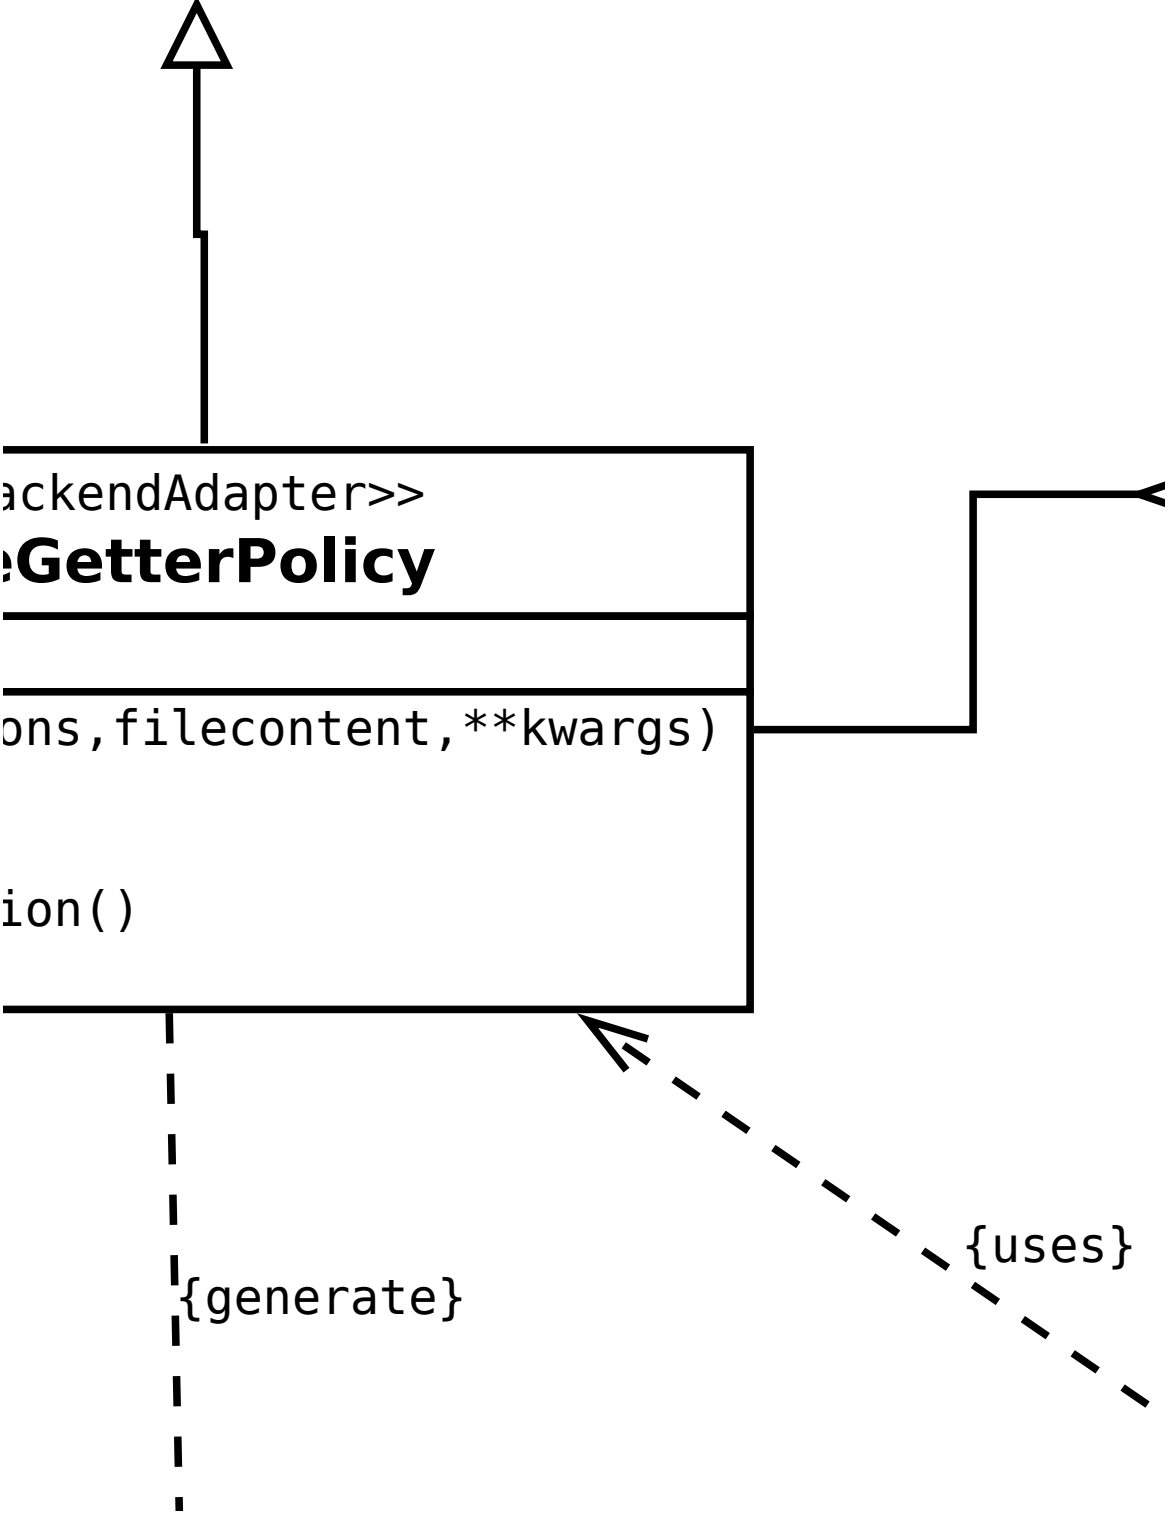 ackendAdapter>>
eGetterPolicy
ons,filecontent,**kwargs)
ion()
{uses}
{generate}